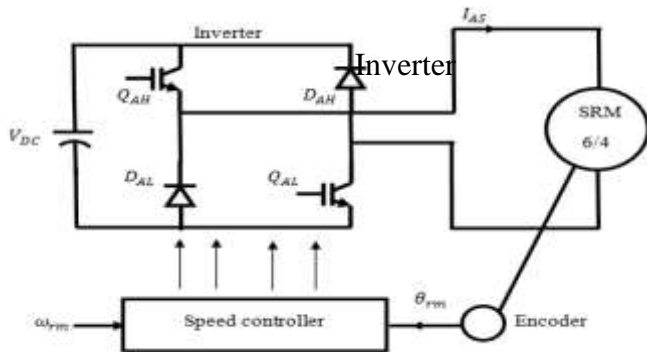 I_AS
Inverter
Inverter
Q_AH
D_AH
SRM
6/4
V_DC
D_AL
Q_AL
θ_rm
ω_rm
Speed controller
Encoder